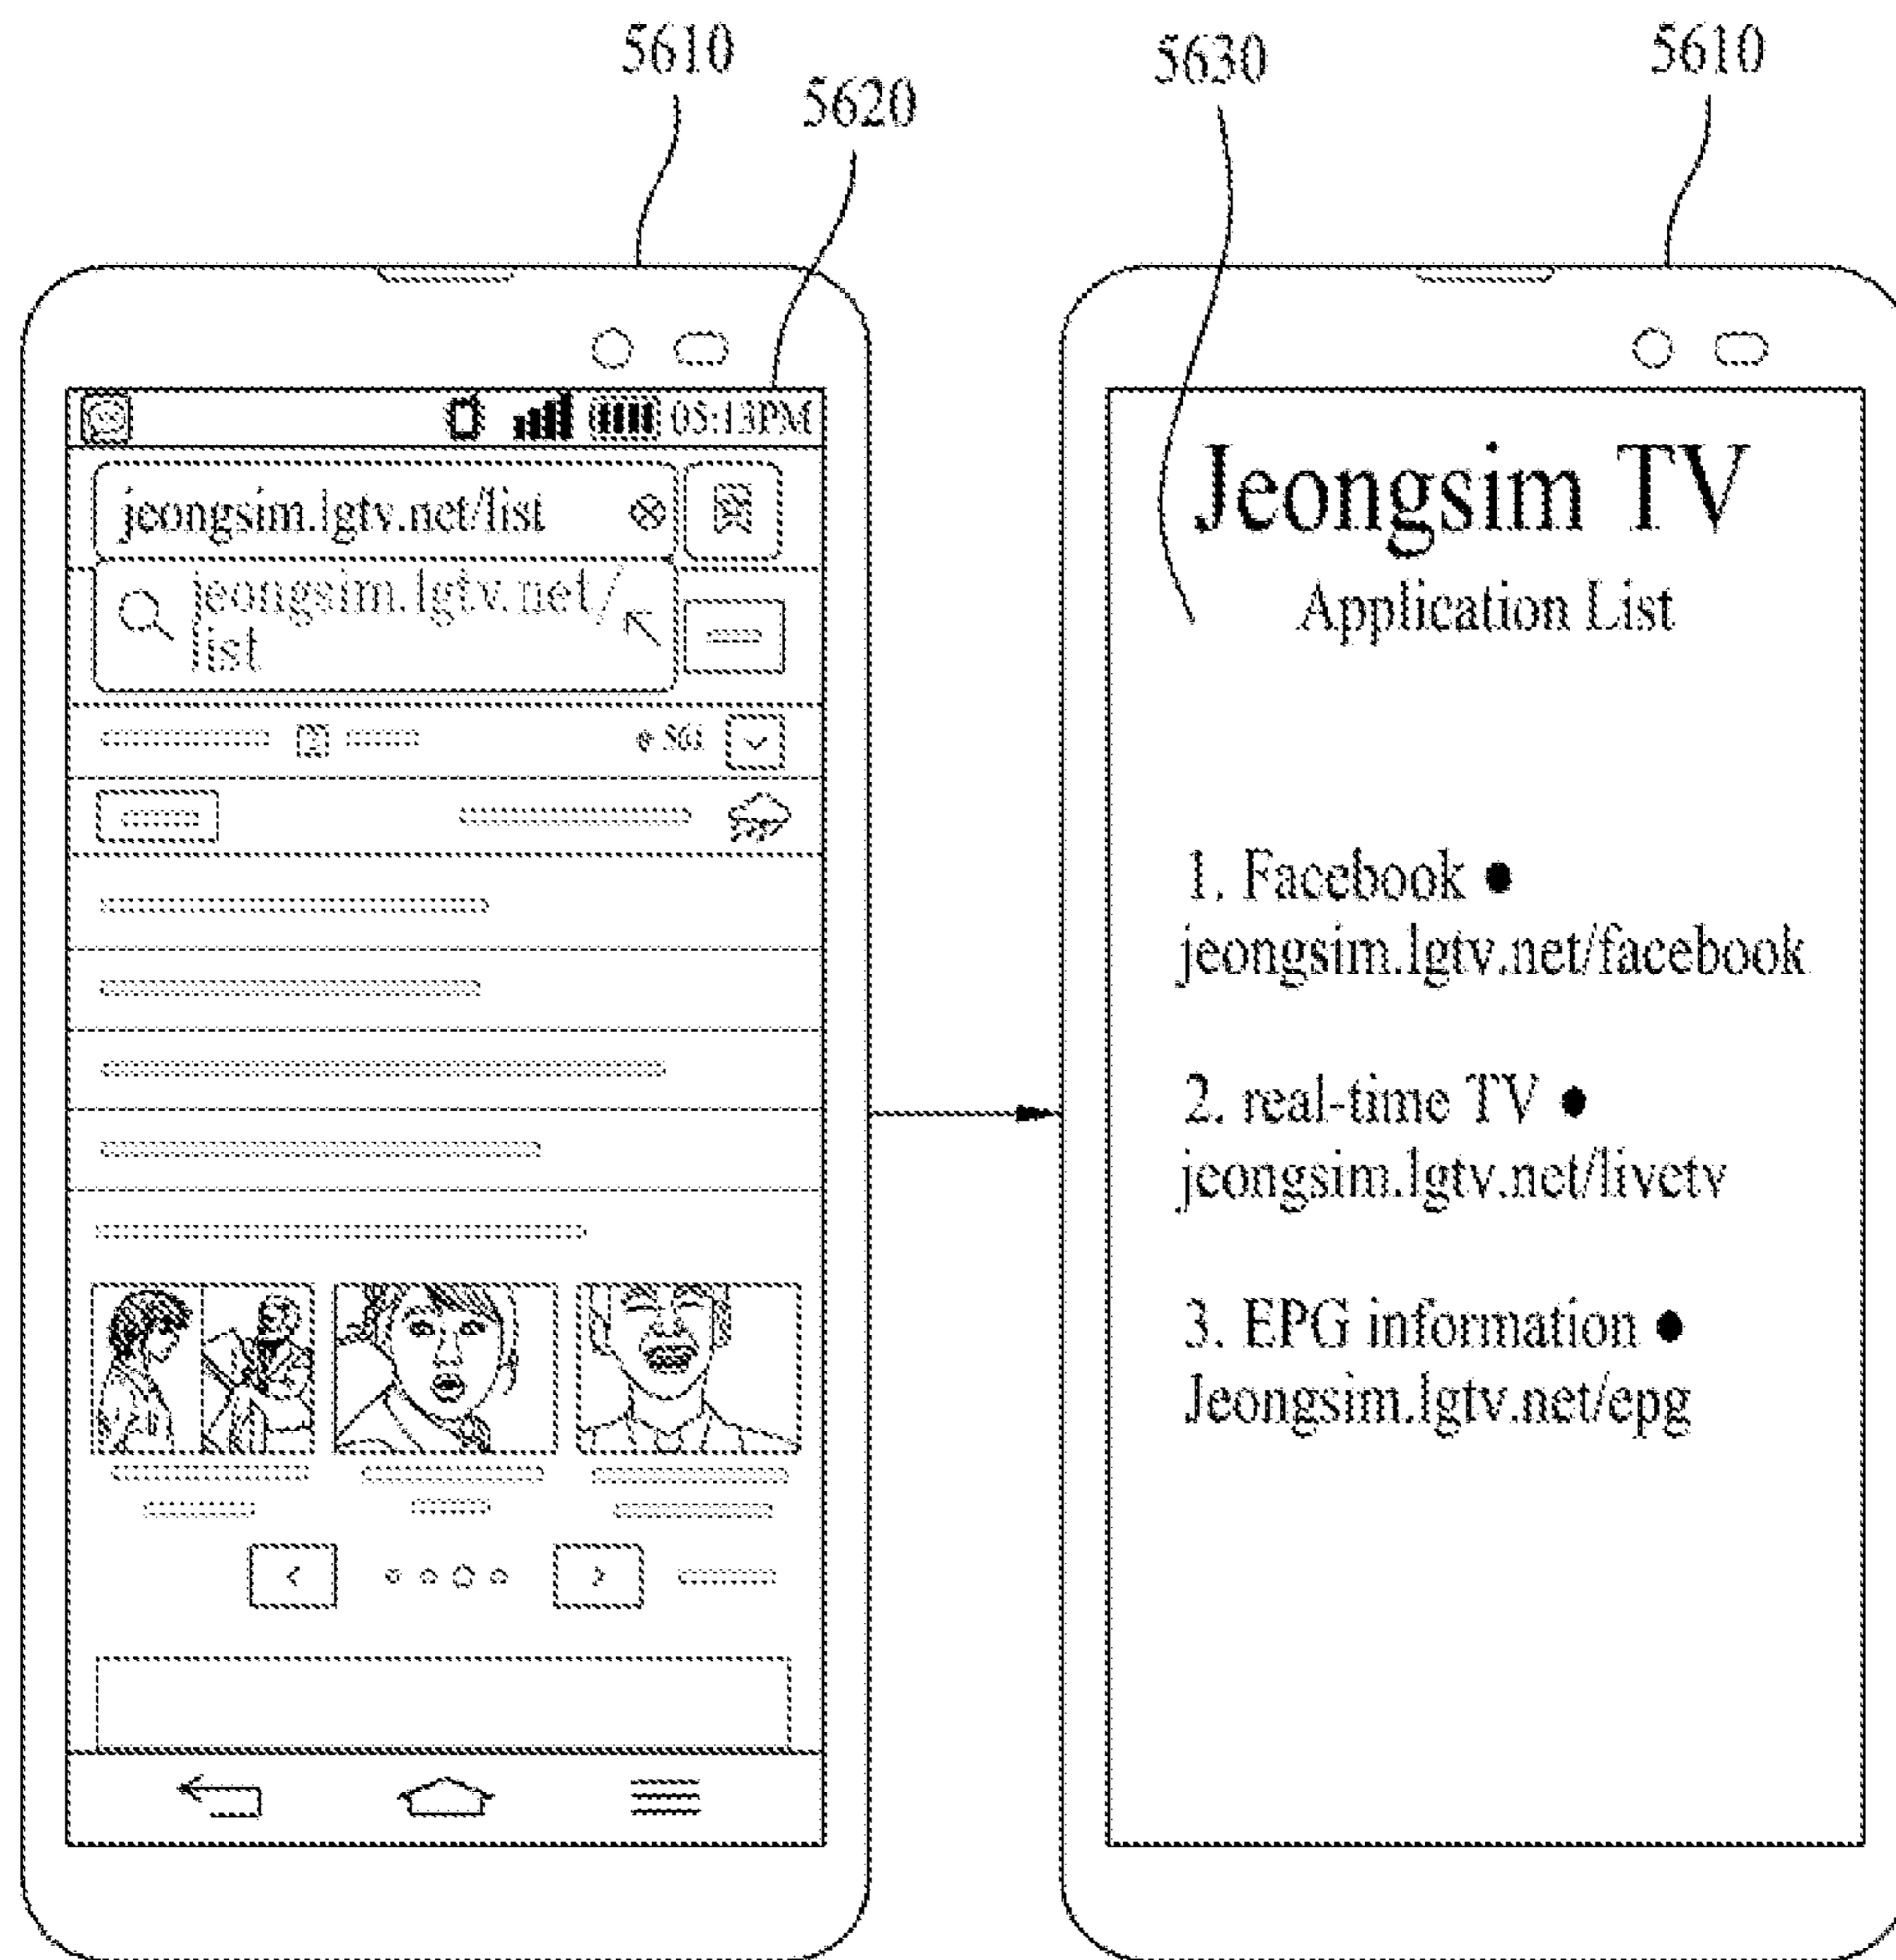 5610
5620
5630
5610
05:13PM
jeongsim.lgtv.net/list
jeongsim.lgtv.net/
list
561
Jeongsim TV
Application List
1. Facebook ●
jeongsim.lgtv.net/facebook
2. real-time TV ●
jeongsim.lgtv.net/livetv
3. EPG information ●
Jeongsim.lgtv.net/epg